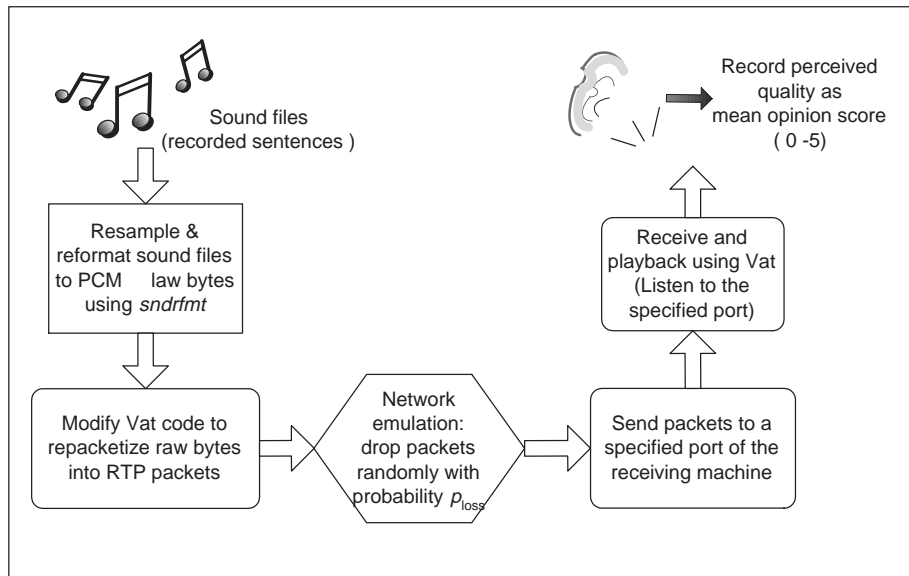 Sound files
(recorded sentences )
Resample &
reformat sound files
to PCM law bytes
using sndrfmt
Modify Vat code to
repacketize raw bytes
into RTP packets
Network
emulation:
drop packets
randomly with
probability p_loss
Send packets to a
specified port of the
receiving machine
Receive and
playback using Vat
(Listen to the
specified port)
Record perceived
quality as
mean opinion score
( 0 -5)